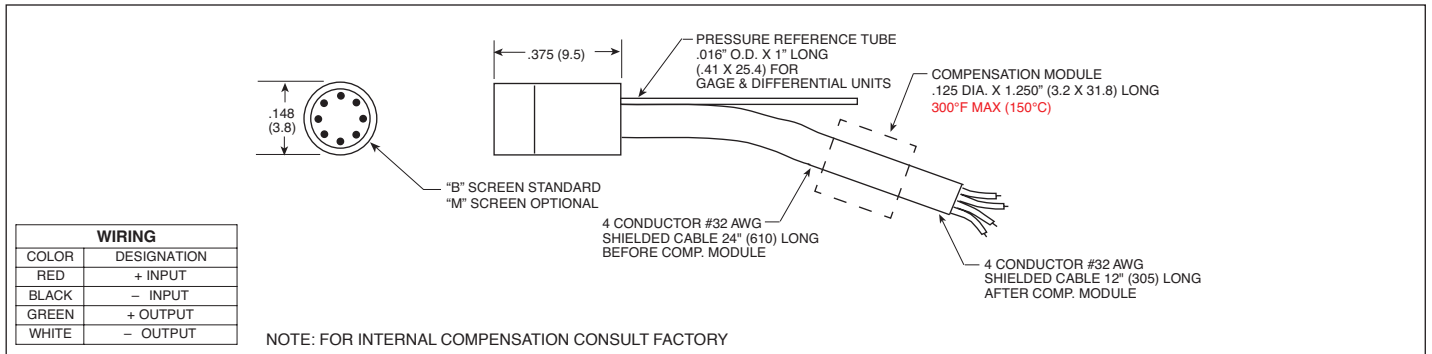 .375 (9.5)
PRESSURE REFERENCE TUBE
.016" O.D. X 1" LONG
(.41 X 25.4) FOR
GAGE & DIFFERENTIAL UNITS
COMPENSATION MODULE
.125 DIA. X 1.250" (3.2 X 31.8) LONG
300°F MAX (150°C)
.148
(3.8)
"B" SCREEN STANDARD
"M" SCREEN OPTIONAL
4 CONDUCTOR #32 AWG
SHIELDED CABLE 24" (610) LONG
BEFORE COMP. MODULE
4 CONDUCTOR #32 AWG
SHIELDED CABLE 12" (305) LONG
AFTER COMP. MODULE
WIRING
COLOR DESIGNATION
RED + INPUT
BLACK – INPUT
GREEN + OUTPUT
WHITE – OUTPUT
NOTE: FOR INTERNAL COMPENSATION CONSULT FACTORY